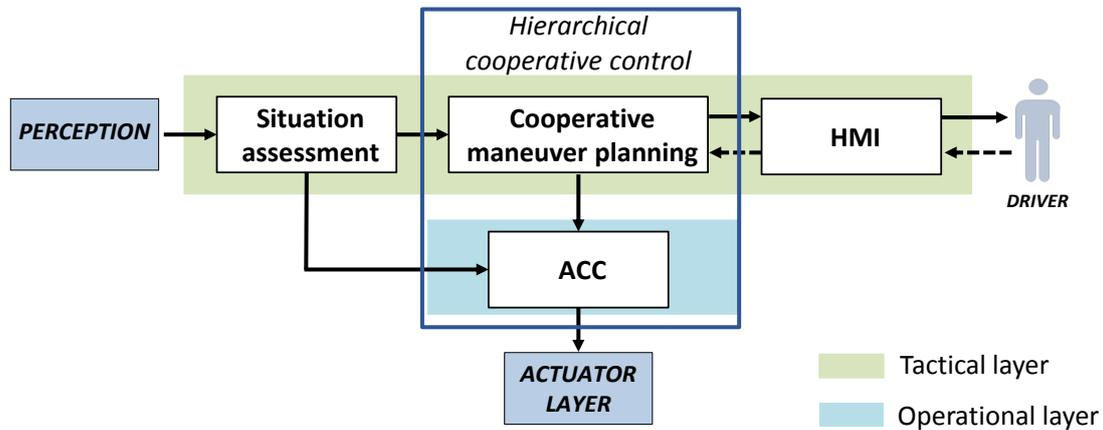 Hierarchical
cooperative control
PERCEPTION
Situation
assessment
Cooperative
maneuver planning
HMI
DRIVER
ACC
ACTUATOR
LAYER
Tactical layer
Operational layer